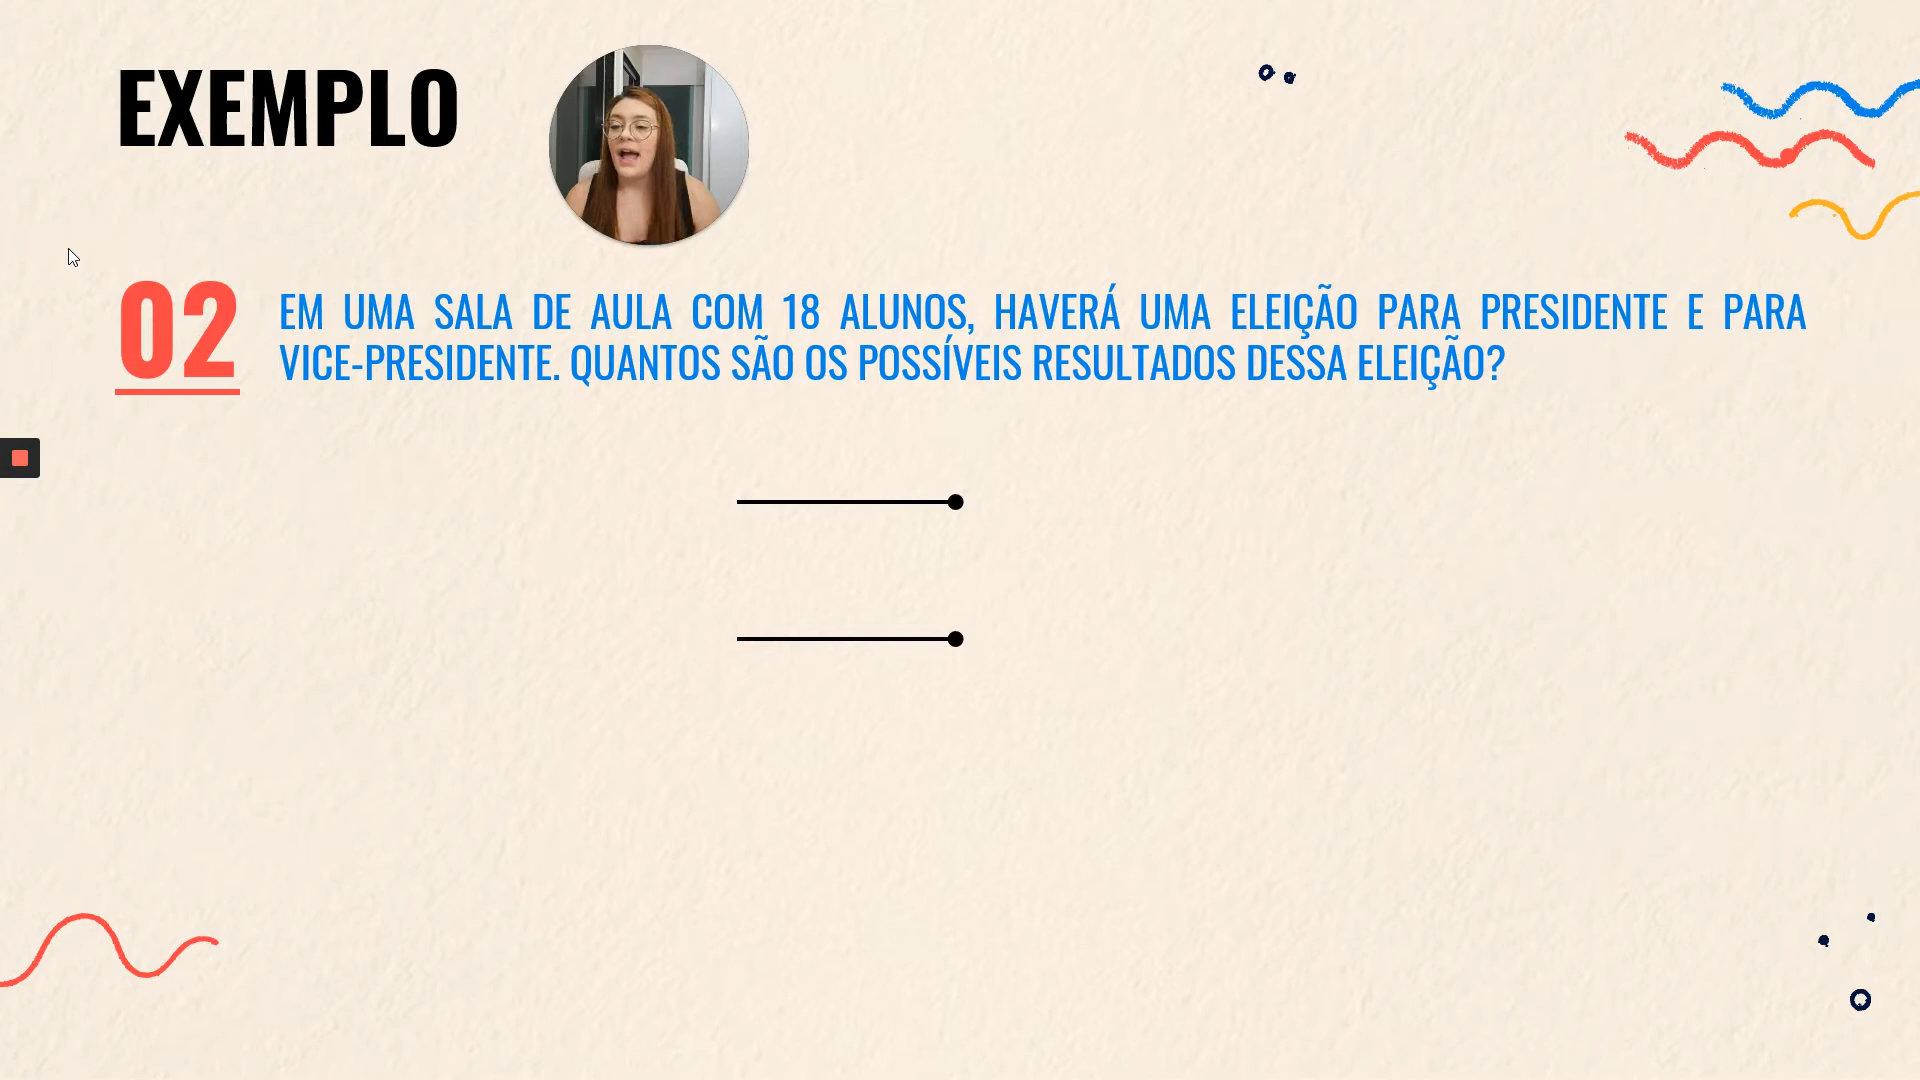 EXEMPLO
02
EM UMA SALA DE AULA COM 18 ALUNOS, HAVERÁ UMA ELEIÇÃO PARA PRESIDENTE E PARA
VICE-PRESIDENTE. QUANTOS SÃO OS POSSÍVEIS RESULTADOS DESSA ELEIÇÃO?